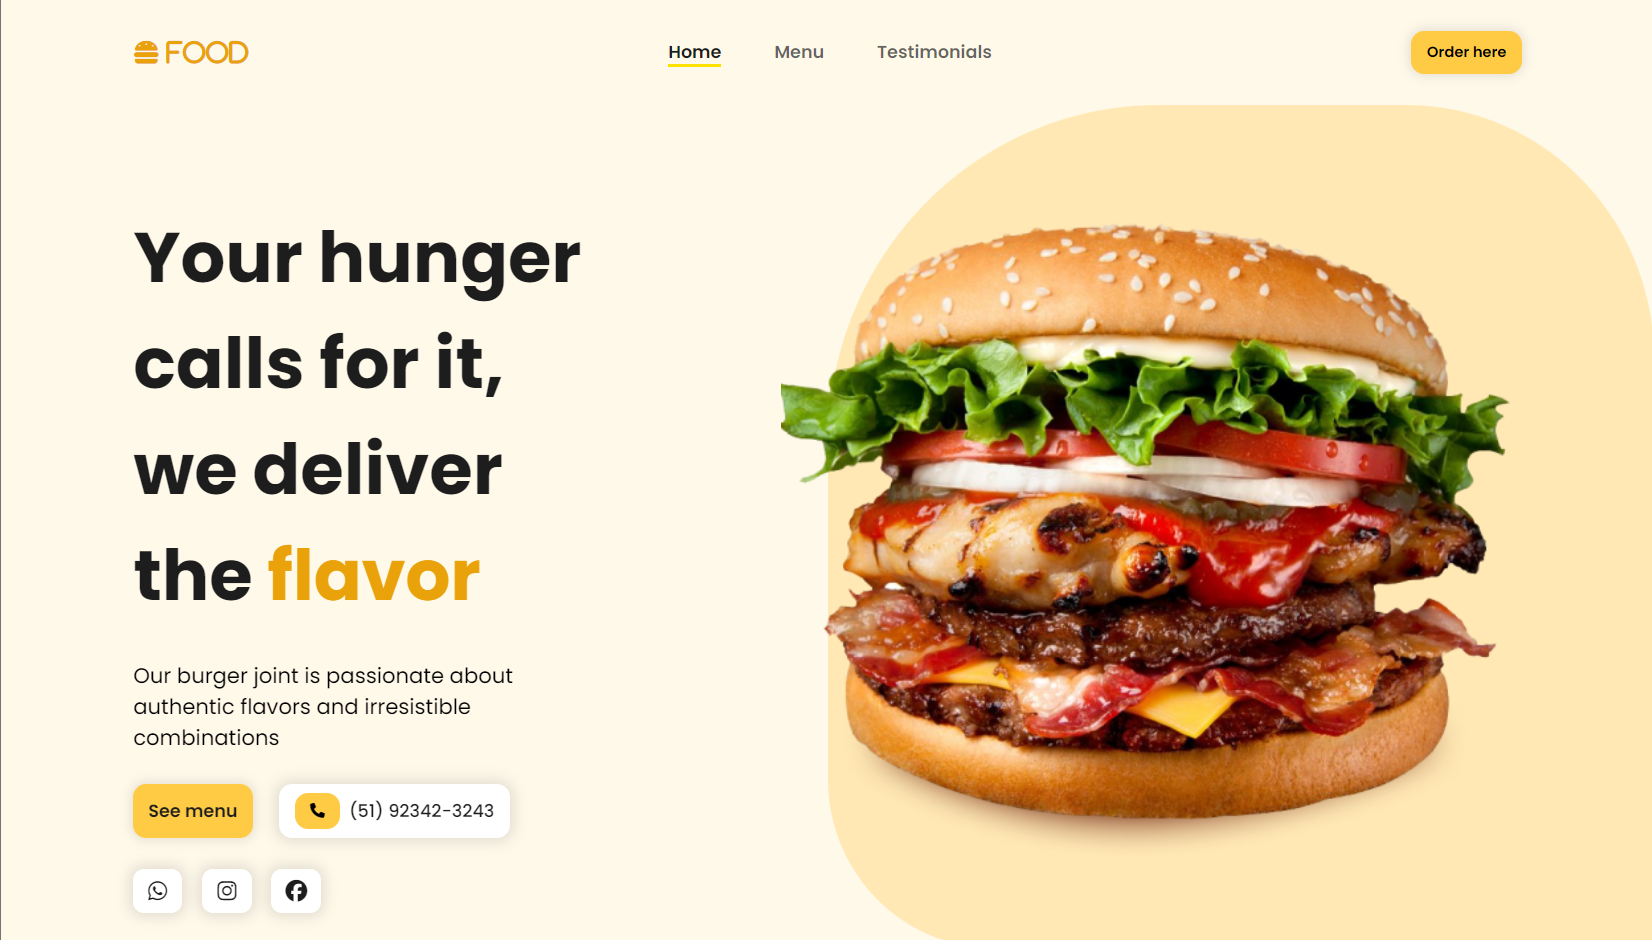 FOOD
Home
Menu
Testimonials
Order here
Your hunger
calls for it,
we deliver
the flavor
Our burger joint is passionate about
authentic flavors and irresistible
combinations
See menu
(51) 92342-3243